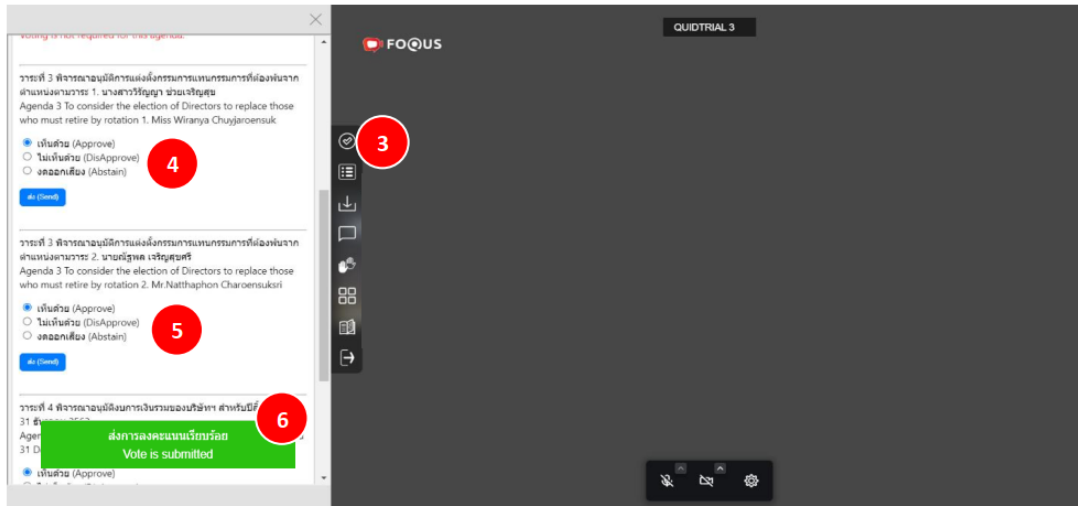 Voting is not required for this agenda.
วาระที่ 3 พิจารณาอนุมัติการแต่งตั้งกรรมการแทนกรรมการที่ต้องพ้นจาก
ตำแหน่งตามวาระ 1. นางสาววิรัญญา ช่วยเจริญสุข
Agenda 3 To consider the election of Directors to replace those
who must retire by rotation 1. Miss Wiranya Chuyjaroensuk
เห็นด้วย (Approve)
ไม่เห็นด้วย (DisApprove)
งดออกเสียง (Abstain)
4
ส่ง (Send)
วาระที่ 3 พิจารณาอนุมัติการแต่งตั้งกรรมการแทนกรรมการที่ต้องพ้นจาก
ตำแหน่งตามวาระ 2. นายณัฐพล เจริญสุขศรี
Agenda 3 To consider the election of Directors to replace those
who must retire by rotation 2. Mr.Natthaphon Charoensuksri
เห็นด้วย (Approve)
ไม่เห็นด้วย (DisApprove)
งดออกเสียง (Abstain)
5
ส่ง (Send)
วาระที่ 4 พิจารณาอนุมัติงบการเงินรวมของบริษัทฯ สำหรับปี
31
6
31 D
ส่งการลงคะแนนเรียบร้อย
Vote is submitted
เห็นด้วย (Approve)
FOQUS
QUIDTRIAL 3
3